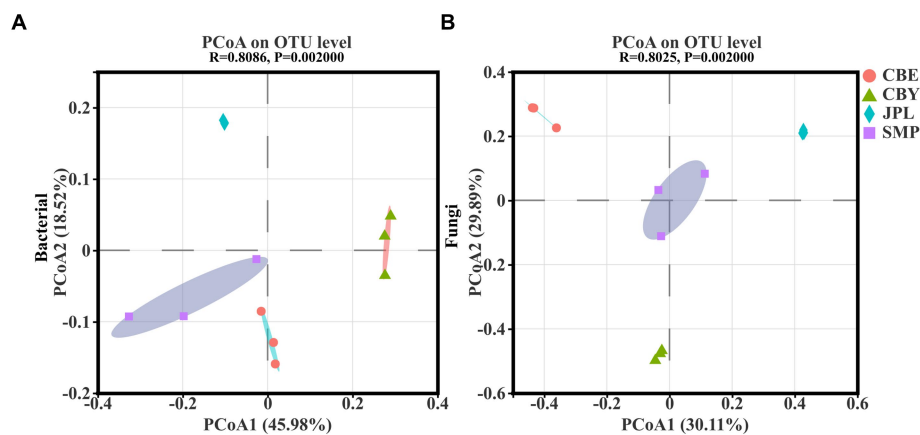 A
PCoA on OTU level
R=0.8086, P=0.002000
Bacterial
PCoA2 (18.52%)
0.2
0.1
0
-0.1
-0.2
-0.4
-0.2
0
0.2
0.4
PCoA1 (45.98%)
B
PCoA on OTU level
R=0.8025, P=0.002000
Fungi
PCoA2 (29.89%)
0.4
0.2
0
-0.2
-0.4
-0.6
-0.4
-0.2
0
0.2
0.4
0.6
PCoA1 (30.11%)
CBE
CBY
JPL
SMP